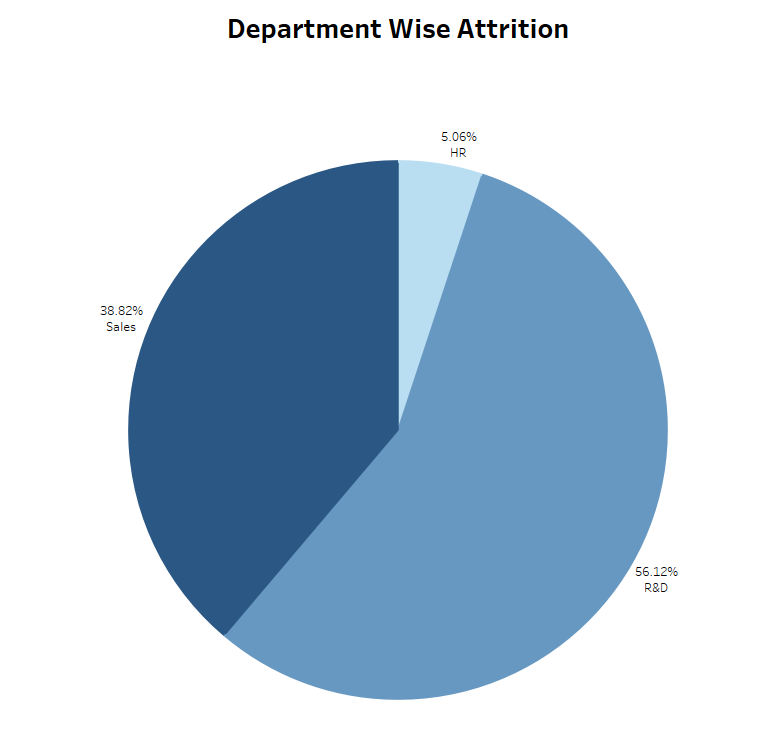 Department Wise Attrition
5.06%
HR
38.82%
Sales
56.12%
R&D